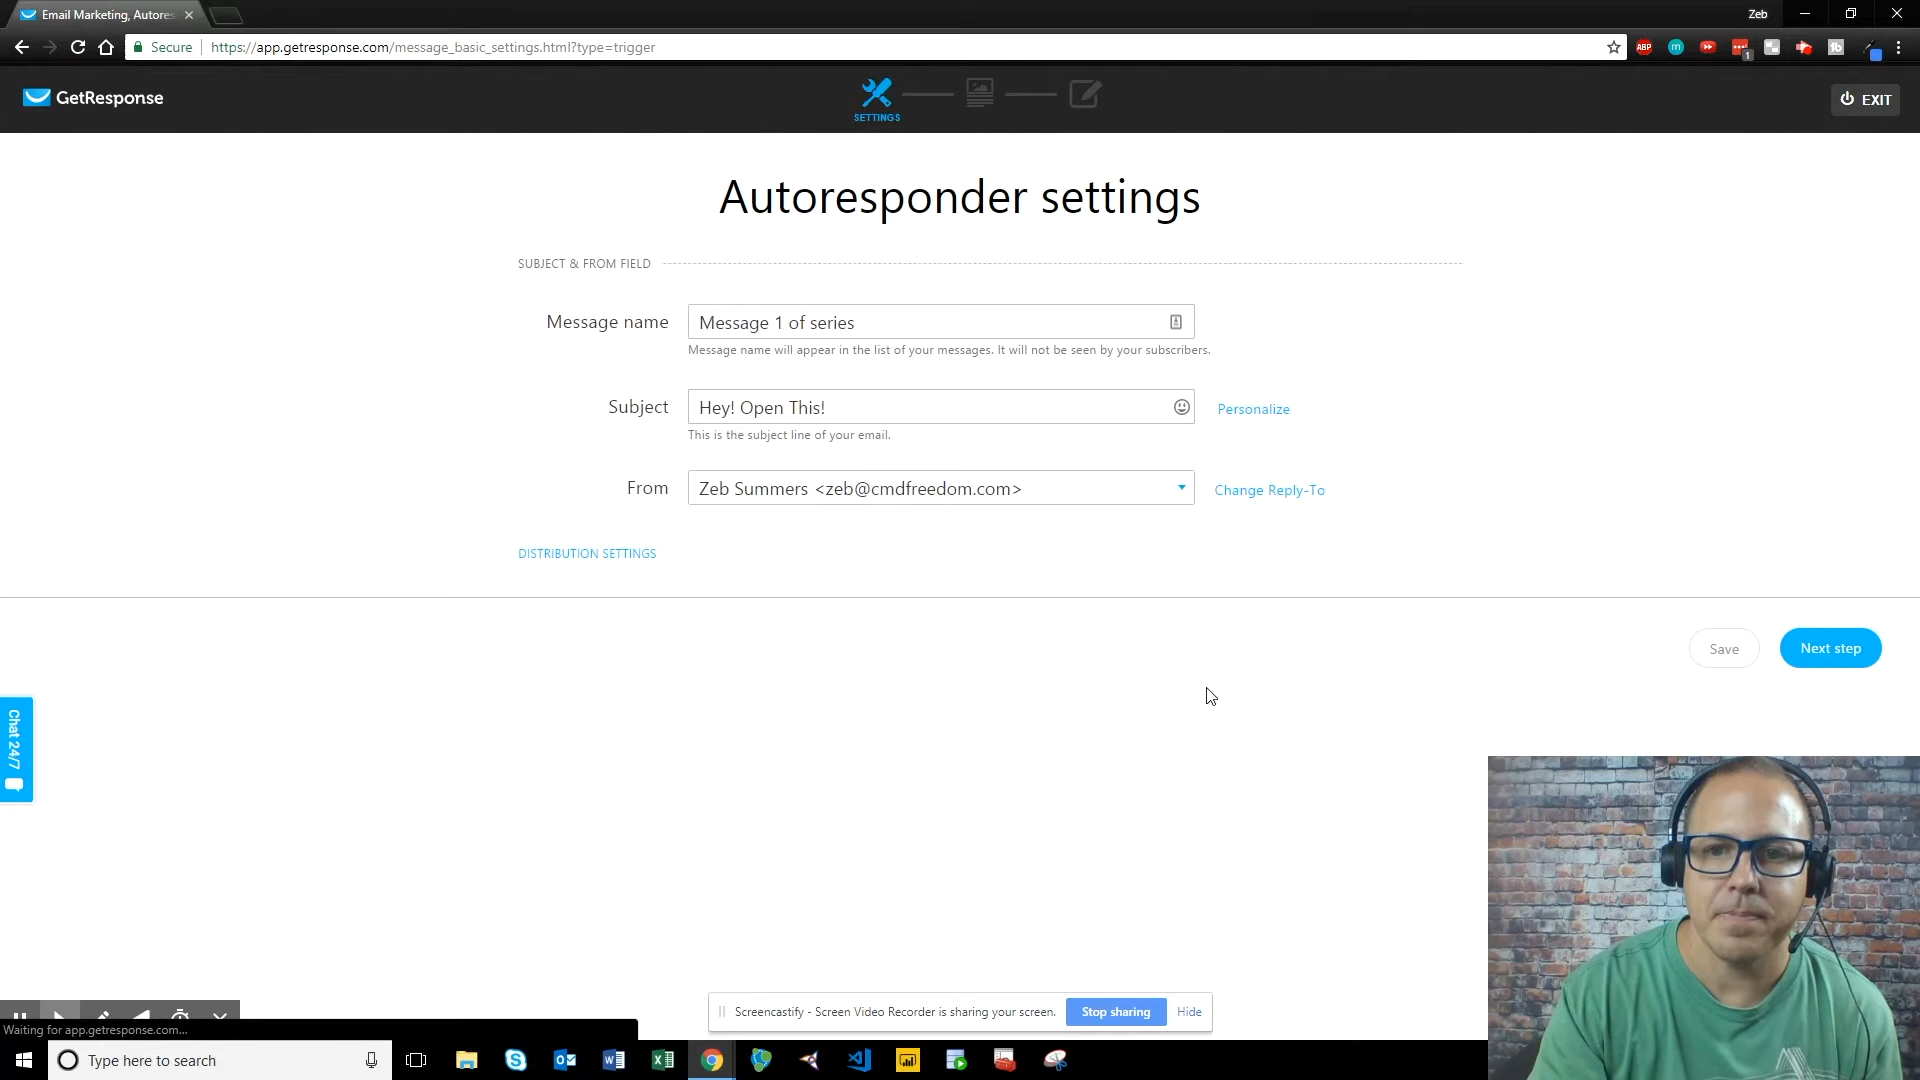 Email Marketing, Autores
Zeb
Secure
https://app.getresponse.com/message_basic_settings.html?type=trigger
ABP
m
1
tb
GetResponse
SETTINGS
EXIT
Autoresponder settings
SUBJECT & FROM FIELD
Message name
Message 1 of series
Message name will appear in the list of your messages. It will not be seen by your subscribers.
Subject
Hey! Open This!
Personalize
This is the subject line of your email.
From
Zeb Summers <zeb@cmdfreedom.com>
Change Reply-To
DISTRIBUTION SETTINGS
Save
Next step
Chat 24/7
Screencastify - Screen Video Recorder is sharing your screen.
Stop sharing
Hide
Waiting for app.getresponse.com...
Type here to search